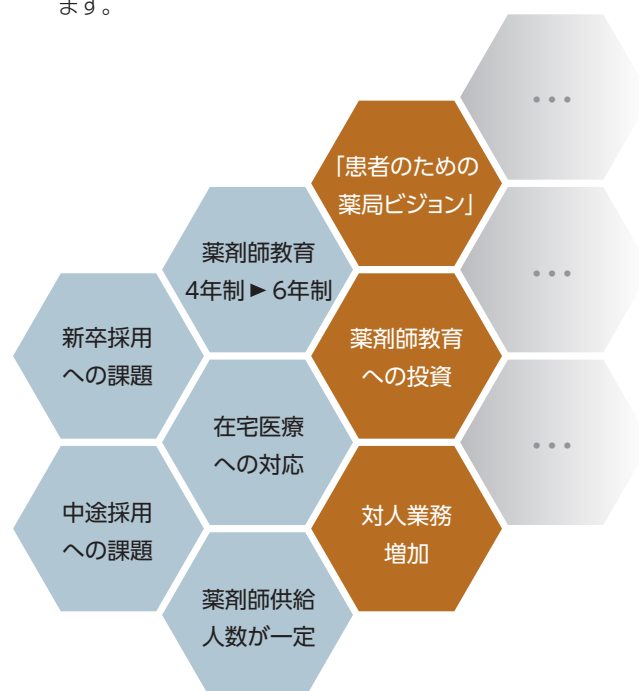 ます。
・・・
「患者のための
薬局ビジョン」
薬剤師教育
4年制 ▶ 6年制
・・・
新卒採用
への課題
薬剤師教育
への投資
在宅医療
への対応
・・・
中途採用
への課題
対人業務
増加
薬剤師供給
人数が一定